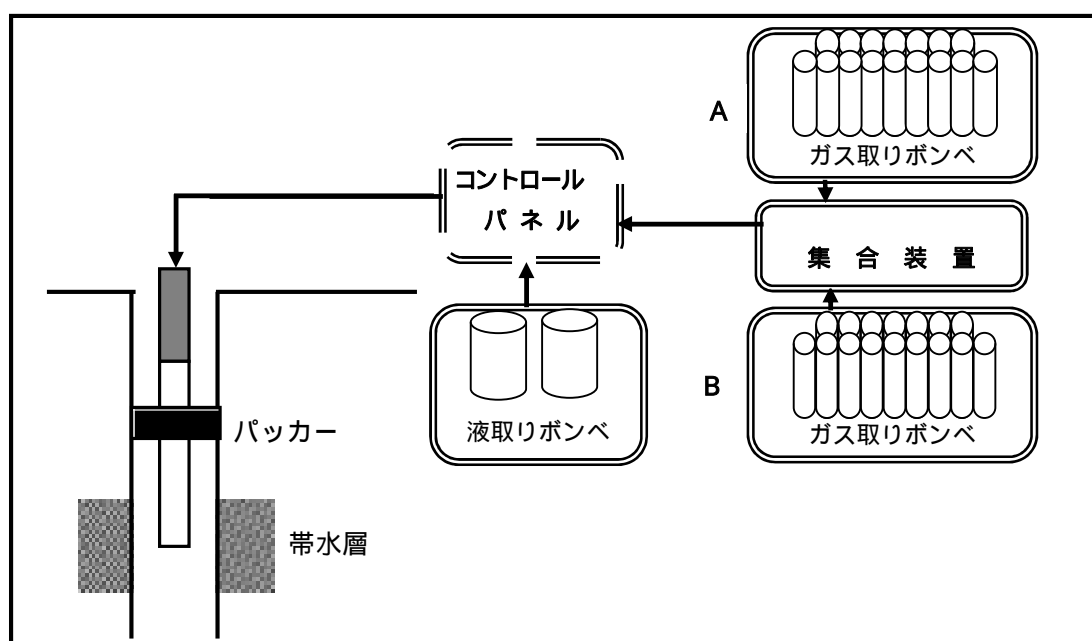 A
ガス取りボンベ
コントロール
パネル
集合装置
B
ガス取りボンベ
液取りボンベ
パッカー
帯水層